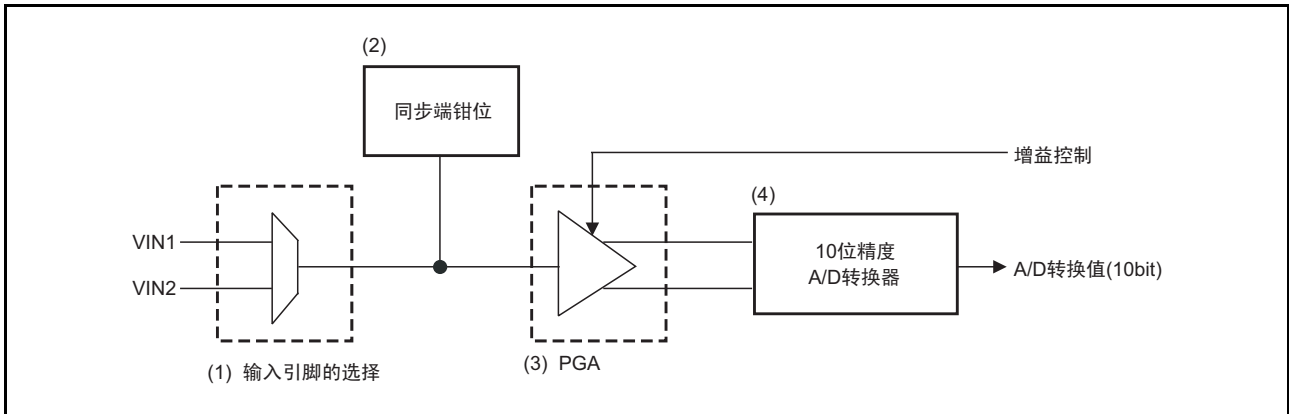 (2)
同步端钳位
增益控制
(4)
VIN1
10位精度
A/D转换器
A/D转换值(10bit)
VIN2
(1) 输入引脚的选择
(3) PGA